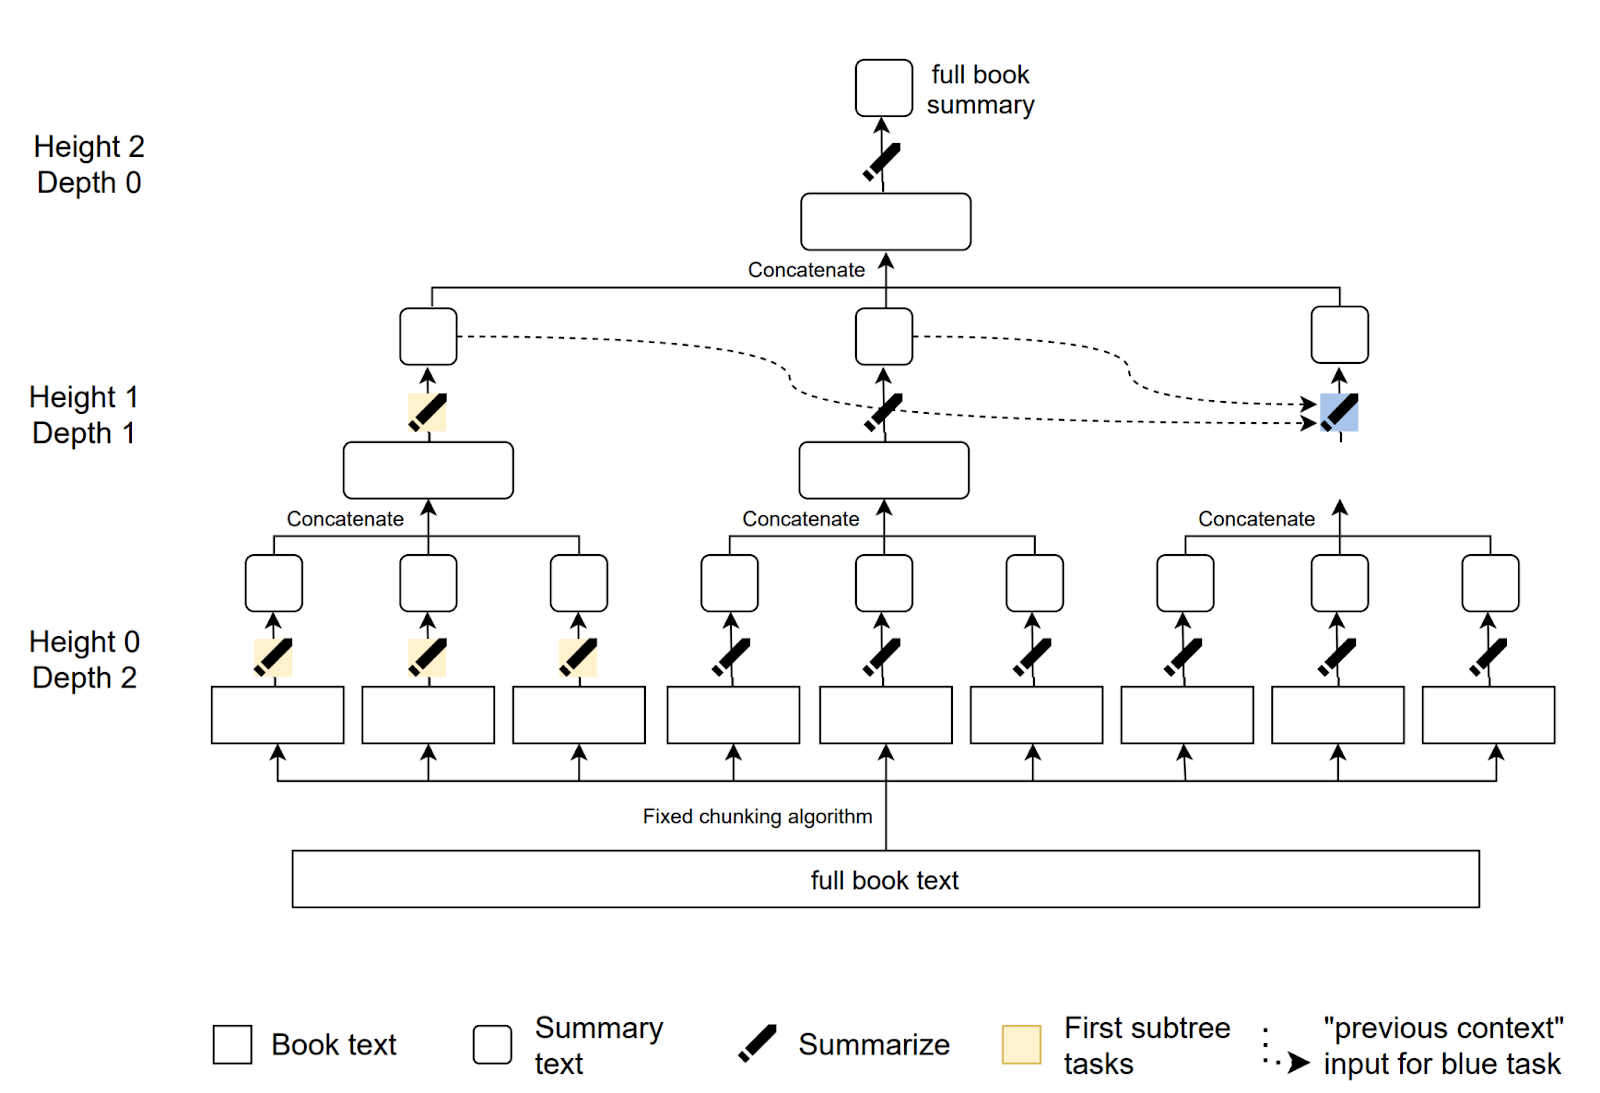 full book
summary
Height 2
Depth 0
Concatenate
Height 1
Depth 1
Concatenate
Concatenate
Concatenate
Height 0
Depth 2
Fixed chunking algorithm
full book text
Book text
Summary
text
Summarize
First subtree
tasks
"previous context"
input for blue task